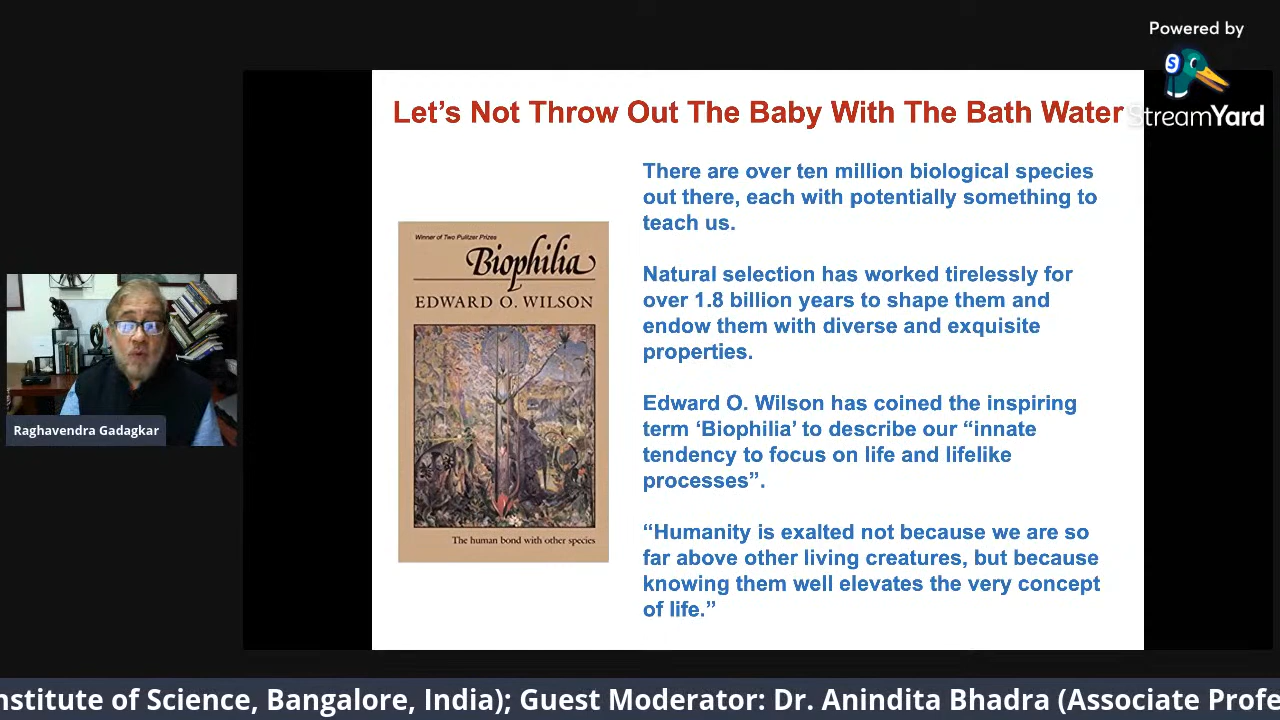 Powered by
S
StreamYard
Let's Not Throw Out The Baby With The Bath Water
There are over ten million biological species
out there, each with potentially something to
teach us.
Natural selection has worked tirelessly for
over 1.8 billion years to shape them and
endow them with diverse and exquisite
properties.
Edward O. Wilson has coined the inspiring
term ‘Biophilia’ to describe our “innate
tendency to focus on life and lifelike
processes”.
“Humanity is exalted not because we are so
far above other living creatures, but because
knowing them well elevates the very concept
of life.”
Winner of Two Pulitzer Prizes
Biophilia
EDWARD O. WILSON
The human bond with other species
Raghavendra Gadagkar
nstitute of Science, Bangalore, India); Guest Moderator: Dr. Anindita Bhadra (Associate Profe